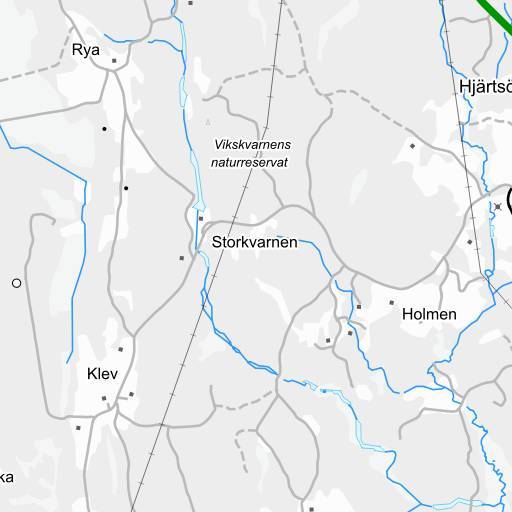 Rya
Hjärtsö
Vikskvarnens
naturreservat
Storkvarnen
Holmen
Klev
ka